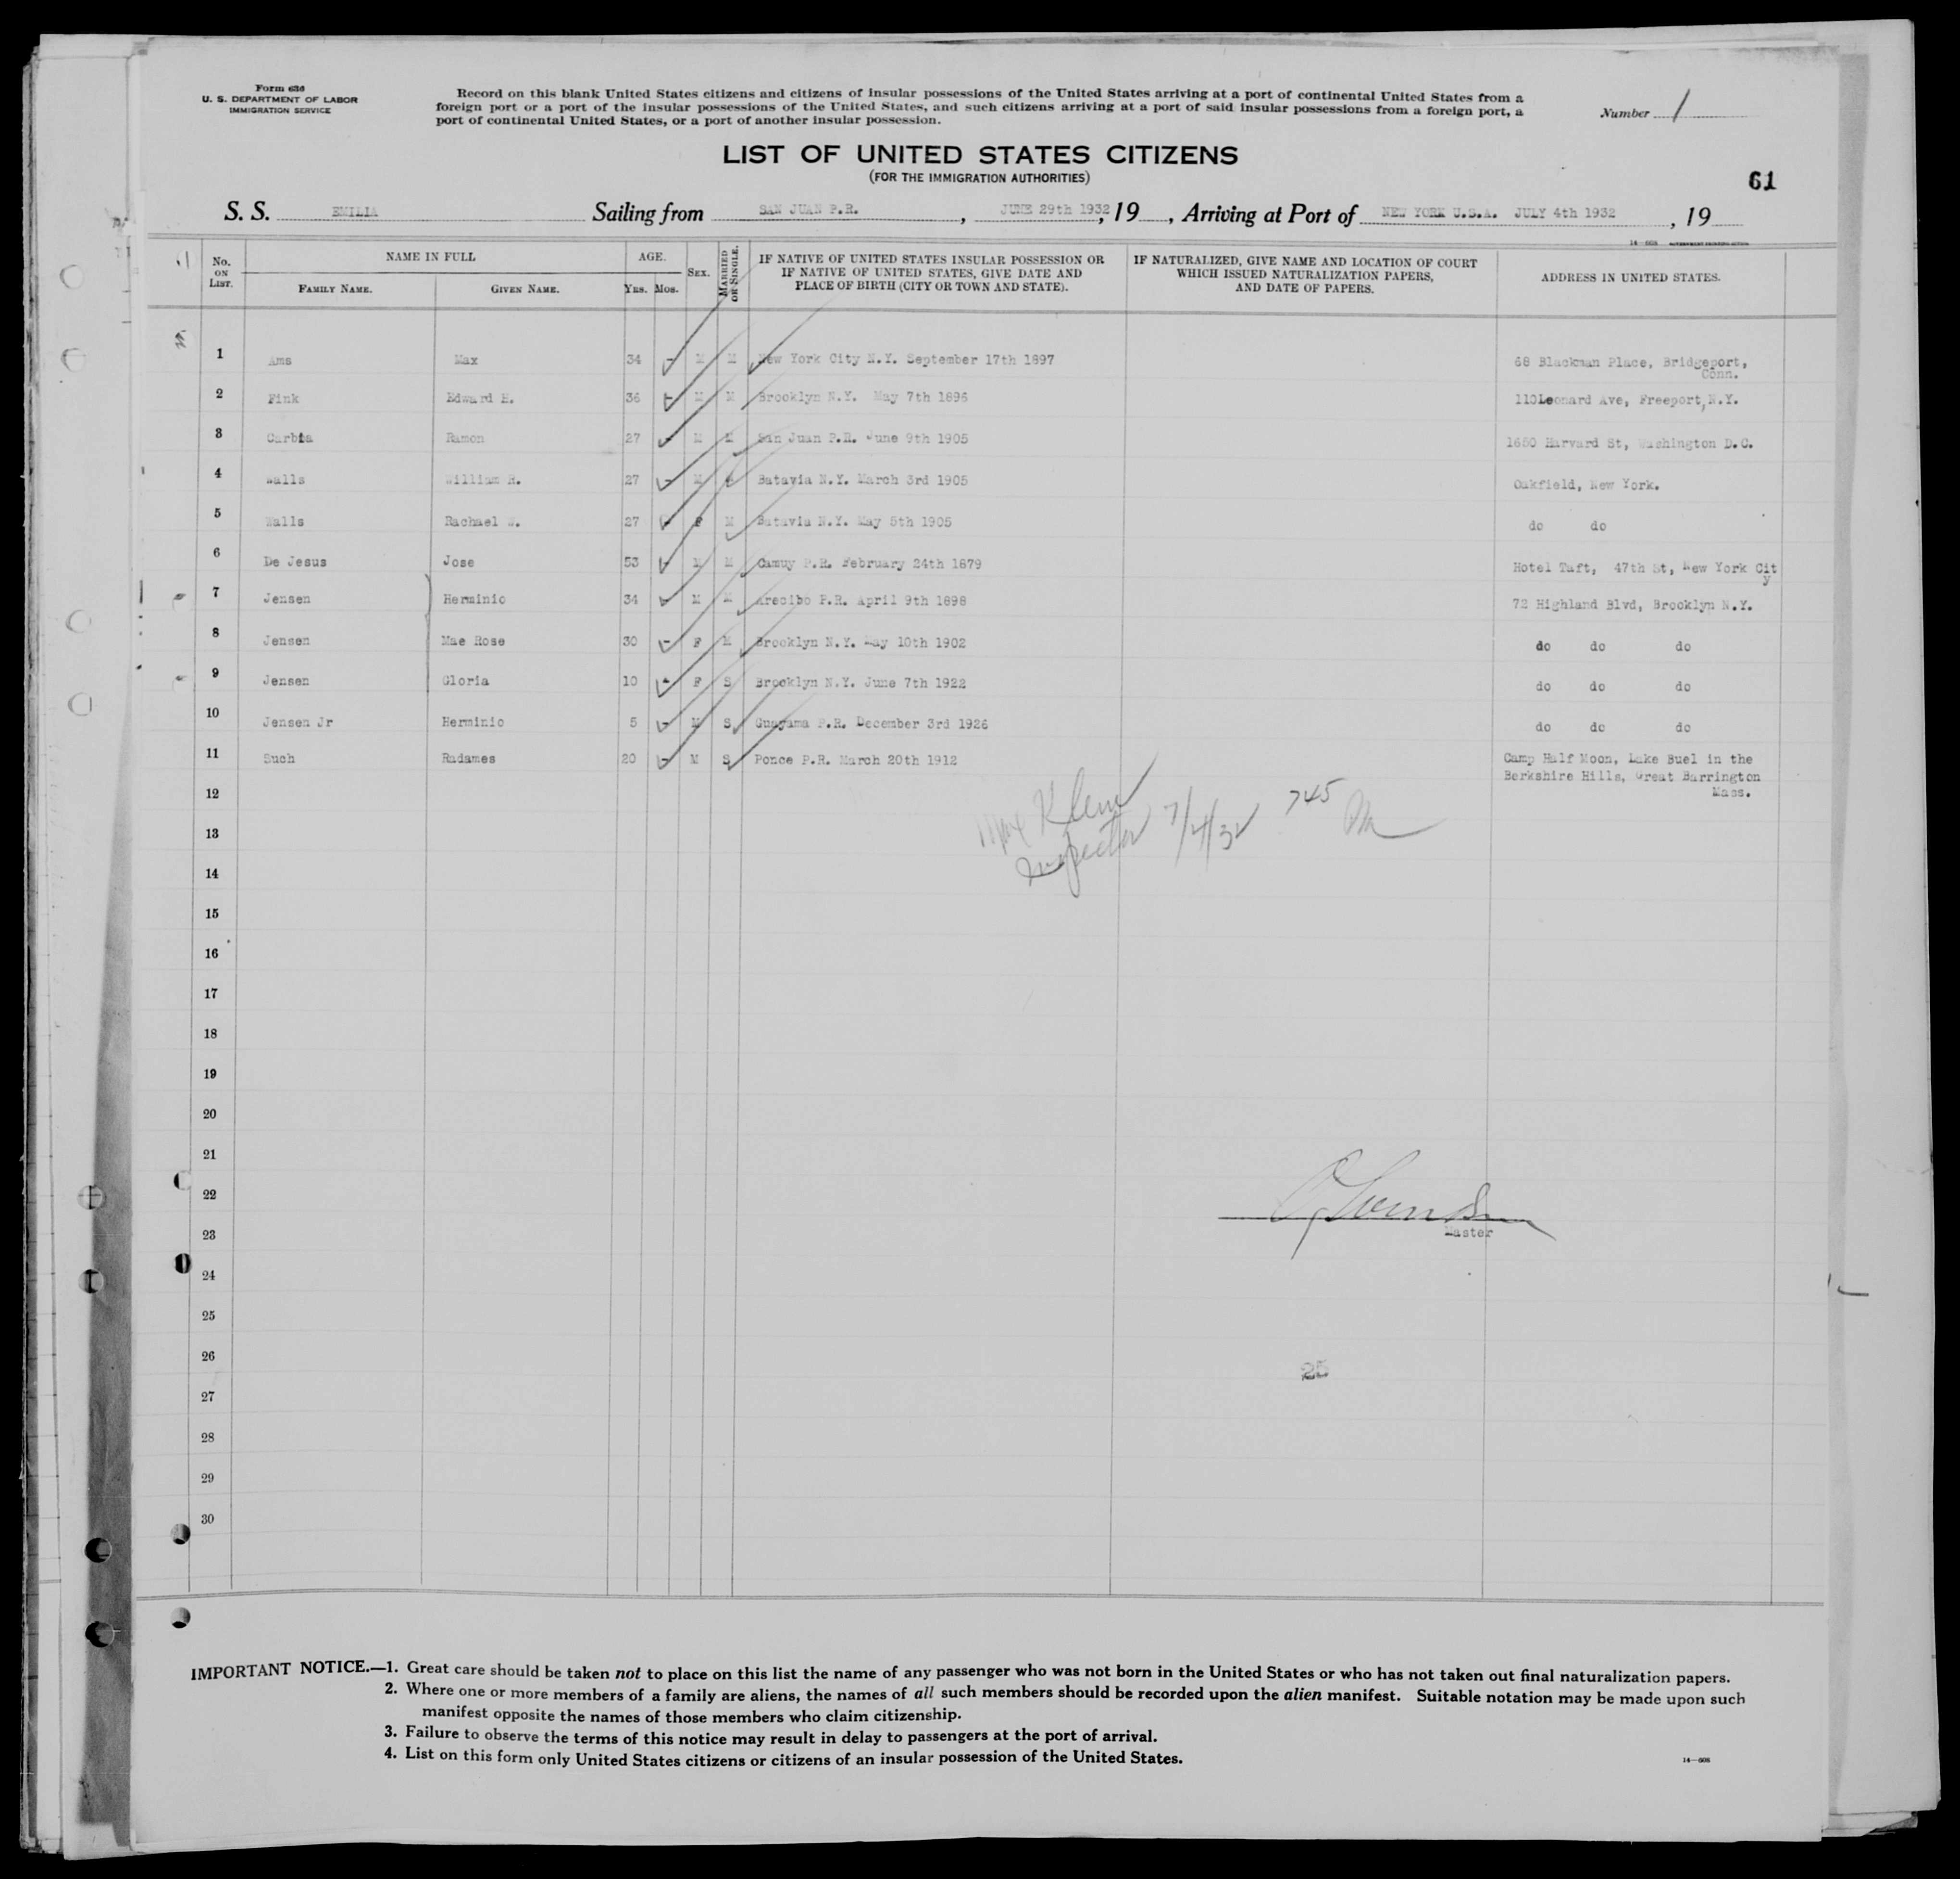 Form 636
U. S. DEPARTMENT OF LABOR
IMMIGRATION SERVICE
Record on this blank United States citizens and citizens of insular possessions of the United States arriving at a port of continental United States from a
foreign port or a port of the insular possessions of the United States, and such citizens arriving at a port of said insular possessions from a foreign port, a
port of continental United States, or a port of another insular possession.
Number 1
LIST OF UNITED STATES CITIZENS
(FOR THE IMMIGRATION AUTHORITIES)
61
S. S. EMILIA Sailing from SAN JUAN P.R., JUNE 29th 1932, 19, Arriving at Port of NEW YORK U.S.A. JULY 4th 1932, 19
14—608
No. ON LIST. NAME IN FULL AGE. SEX. MARRIED OR SINGLE. IF NATIVE OF UNITED STATES INSULAR POSSESSION OR IF NATIVE OF UNITED STATES, GIVE DATE AND PLACE OF BIRTH (CITY OR TOWN AND STATE). IF NATURALIZED, GIVE NAME AND LOCATION OF COURT WHICH ISSUED NATURALIZATION PAPERS, AND DATE OF PAPERS. ADDRESS IN UNITED STATES.
FAMILY NAME. GIVEN NAME. YRS. MOS.
1 Ams Max 34 - M M New York City N.Y. September 17th 1897 68 Blackman Place, Bridgeport,
Conn.
2 Fink Edward H. 36 - M M Brooklyn N.Y. May 7th 1896 110Leonard Ave, Freeport,N.Y.
3 Carbia Ramon 27 - M M San Juan P.R. June 9th 1905 1650 Harvard St, Washington D.C.
4 Walls William R. 27 - M Batavia N.Y. March 3rd 1905 Oakfield, New York.
5 Walls Rachael W. 27 - F M Batavia N.Y. May 5th 1905 do do
6 De Jesus Jose 53 - M M Camuy P.R. February 24th 1879 Hotel Taft, 47th St, New York Cit
y
7 Jensen Herminio 34 - M M Arecibo P.R. April 9th 1898 72 Highland Blvd, Brooklyn N.Y.
8 Jensen Mae Rose 30 - F M Brooklyn N.Y. May 10th 1902 do do do
9 Jensen Gloria 10 - F S Brooklyn N.Y. June 7th 1922 do do do
10 Jensen Jr Herminio 5 - M S Guayama P.R. December 3rd 1926 do do do
11 Such Radames 20 - M S Ponce P.R. March 20th 1912 Camp Half Moon, Lake Buel in the
Berkshire Hills, Great Barrington
Mass.
12
Klein 7/4/32 745
Inspector
13
14
15
16
17
18
19
20
21
22
23
Master
24
25
26
25
27
28
29
30
IMPORTANT NOTICE.—1. Great care should be taken not to place on this list the name of any passenger who was not born in the United States or who has not taken out final naturalization papers.
2. Where one or more members of a family are aliens, the names of all such members should be recorded upon the alien manifest. Suitable notation may be made upon such
manifest opposite the names of those members who claim citizenship.
3. Failure to observe the terms of this notice may result in delay to passengers at the port of arrival.
4. List on this form only United States citizens or citizens of an insular possession of the United States.
14—608